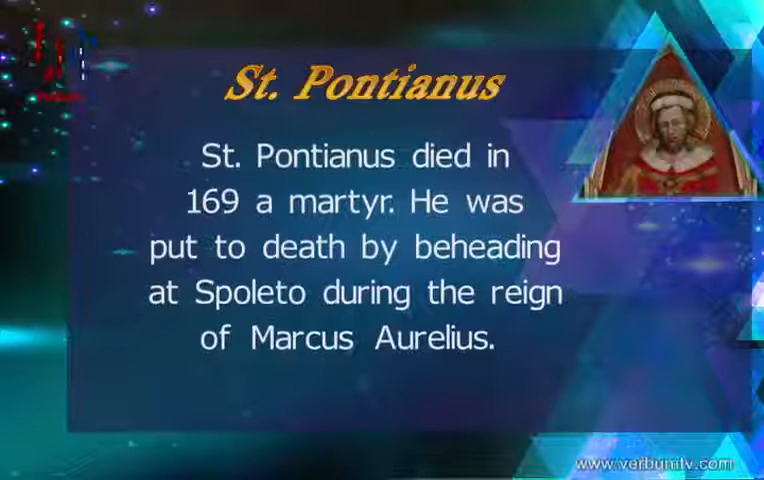 St. Pontianus
St. Pontianus died in
169 a martyr. He was
put to death by beheading
at Spoleto during the reign
of Marcus Aurelius.
www.verbumtv.com